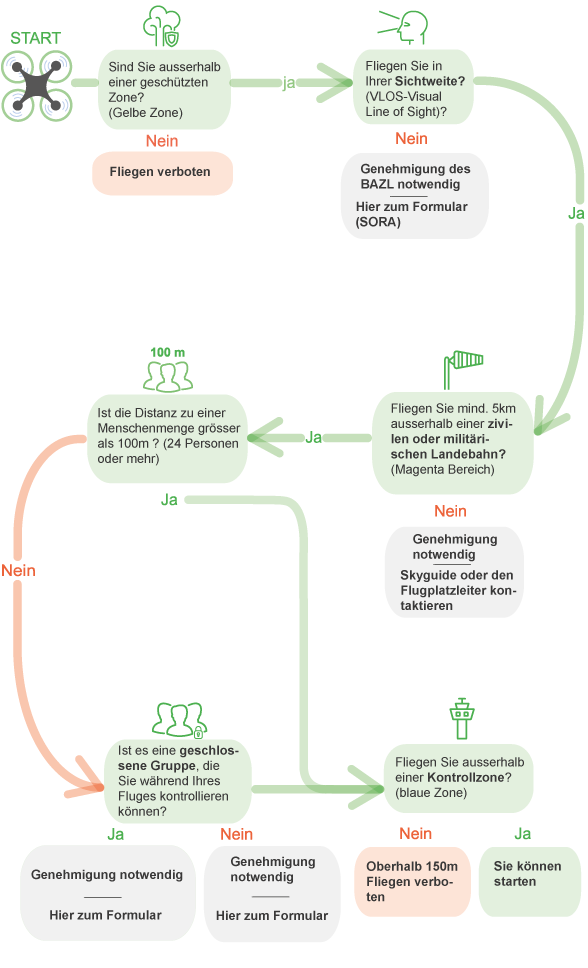 START
Sind Sie ausserhalb
einer geschützten
Zone?
(Gelbe Zone)
ja
Fliegen Sie in
Ihrer Sichtweite?
(VLOS-Visual
Line of Sight)?
Nein
Fliegen verboten
Nein
Genehmigung des
BAZL notwendig
Hier zum Formular
(SORA)
Ja
100 m
Ist die Distanz zu einer
Menschenmenge grösser
als 100m ? (24 Personen
oder mehr)
Ja
Fliegen Sie mind. 5km
ausserhalb einer zivi-
len oder militäri-
schen Landebahn?
(Magenta Bereich)
Ja
Nein
Genehmigung
notwendig
Skyguide oder den
Flugplatzleiter kon-
taktieren
Nein
Ist es eine geschlos-
sene Gruppe, die
Sie während Ihres
Fluges kontrollieren
können?
Fliegen Sie ausserhalb
einer Kontrollzone?
(blaue Zone)
Ja
Genehmigung notwendig
Hier zum Formular
Nein
Genehmigung
notwendig
Hier zum Formular
Nein
Oberhalb 150m
Fliegen verbo-
ten
Ja
Sie können
starten